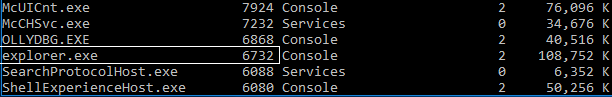 McUICnt.exe 7924 Console 2 76,096 K
McCHSvc.exe 7232 Services 0 34,676 K
OLLYDBG.EXE 6868 Console 2 40,516 K
explorer.exe 6732 Console 2 108,752 K
SearchProtocolHost.exe 6088 Services 0 6,352 K
ShellExperienceHost.exe 6080 Console 2 50,256 K